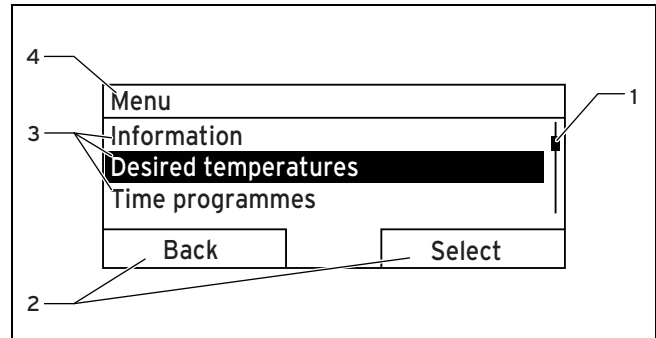 4
Menu
1
3
Information
Desired temperatures
Time programmes
Back Select
2